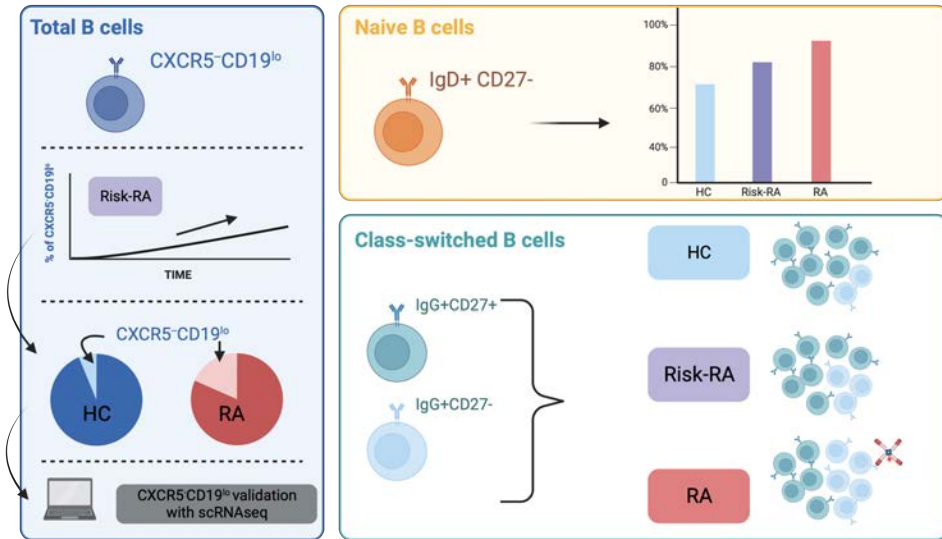 Total B cells
CXCR5⁻CD19ˡᵒ
% of CXCR5⁻CD19ˡᵒ
Risk-RA
TIME
CXCR5⁻CD19ˡᵒ
HC
RA
CXCR5⁻CD19ˡᵒ validation
with scRNAseq
Naive B cells
IgD+ CD27-
100%
80%
60%
40%
0
HC
Risk-RA
RA
Class-switched B cells
IgG+CD27+
IgG+CD27-
HC
Risk-RA
RA